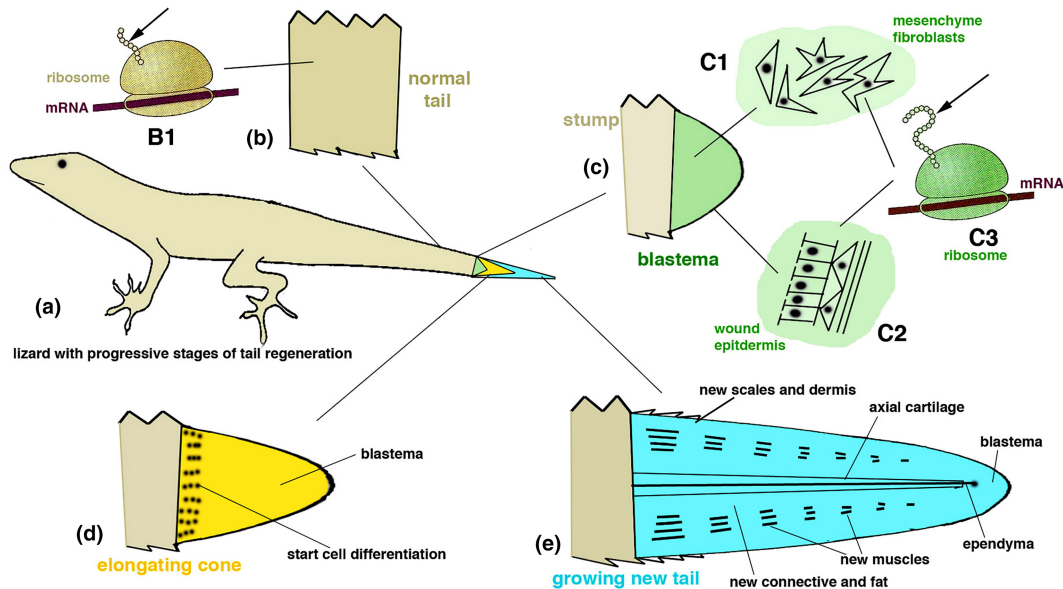 ribosome
mRNA
B1
(b)
normal
tail
mesenchyme
fibroblasts
C1
stump
(c)
blastema
mRNA
C3
ribosome
C2
wound
epitdermis
(a)
lizard with progressive stages of tail regeneration
blastema
start cell differentiation
(d)
elongating cone
new scales and dermis
axial cartilage
blastema
ependyma
new muscles
new connective and fat
(e)
growing new tail